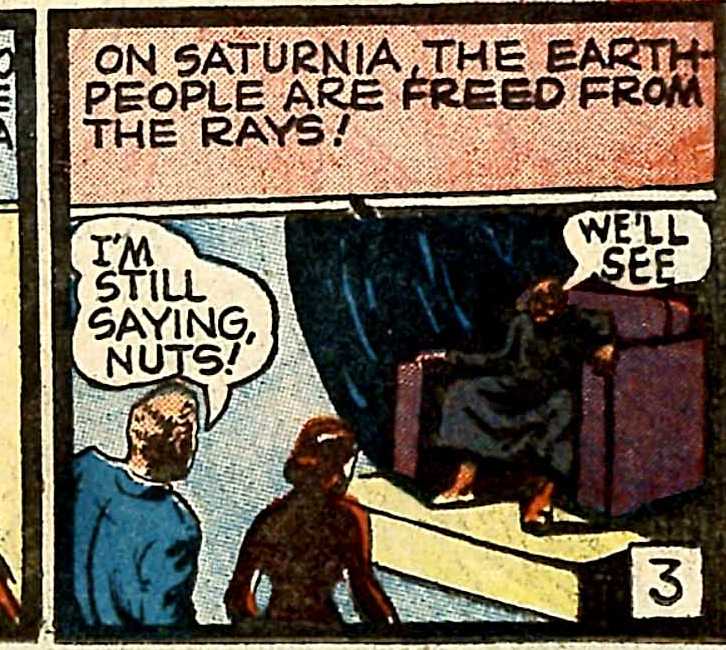 ON SATURNIA, THE EARTH-
PEOPLE ARE FREED FROM
THE RAYS!
I'M
STILL
SAYING,
NUTS!
WE'LL
SEE
3